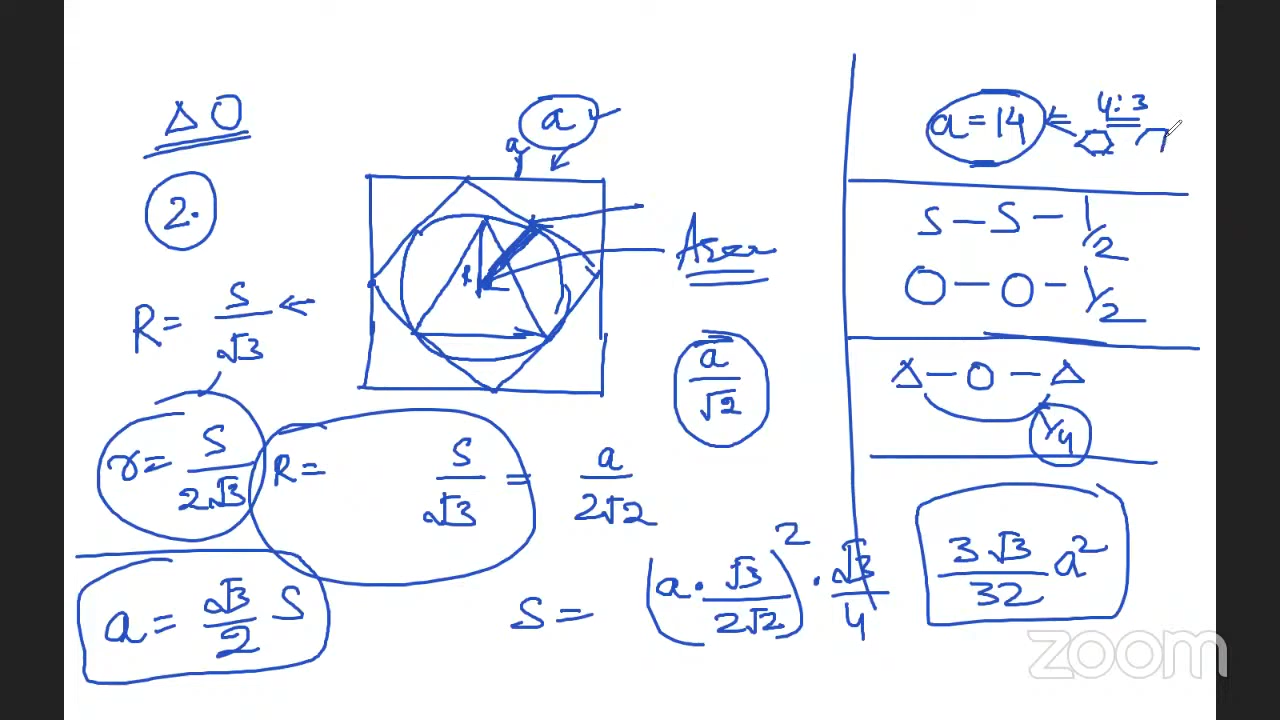 Δ O
2.
R = S/√3 ←
r = S/2√3
a = √3/2 S
a
a
R
Area
a/√2
R = S/√3 = a/2√2
S = (a · √3/2√2)² · √3/4
a = 14
4:3
S – S – 1/2
O – O – 1/2
Δ – O – Δ
1/4
3√3/32 a²
zoom